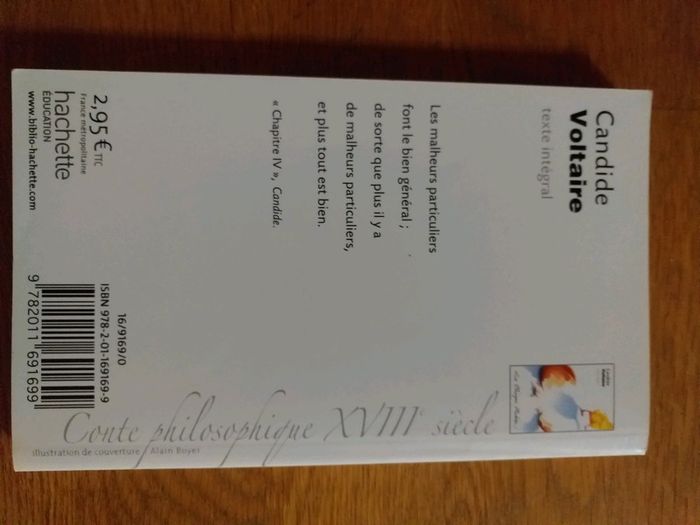 Candide
Voltaire
texte intégral
Les malheurs particuliers
font le bien général ;
de sorte que plus il y a
de malheurs particuliers,
et plus tout est bien.
« Chapitre IV », Candide.
2,95 € TTC
France métropolitaine
hachette
ÉDUCATION
www.biblio-hachette.com
16/9169/0
ISBN 978-2-01-169169-9
9 782011 691699
Conte philosophique XVIIIe siècle
illustration de couverture / Alain Boyer